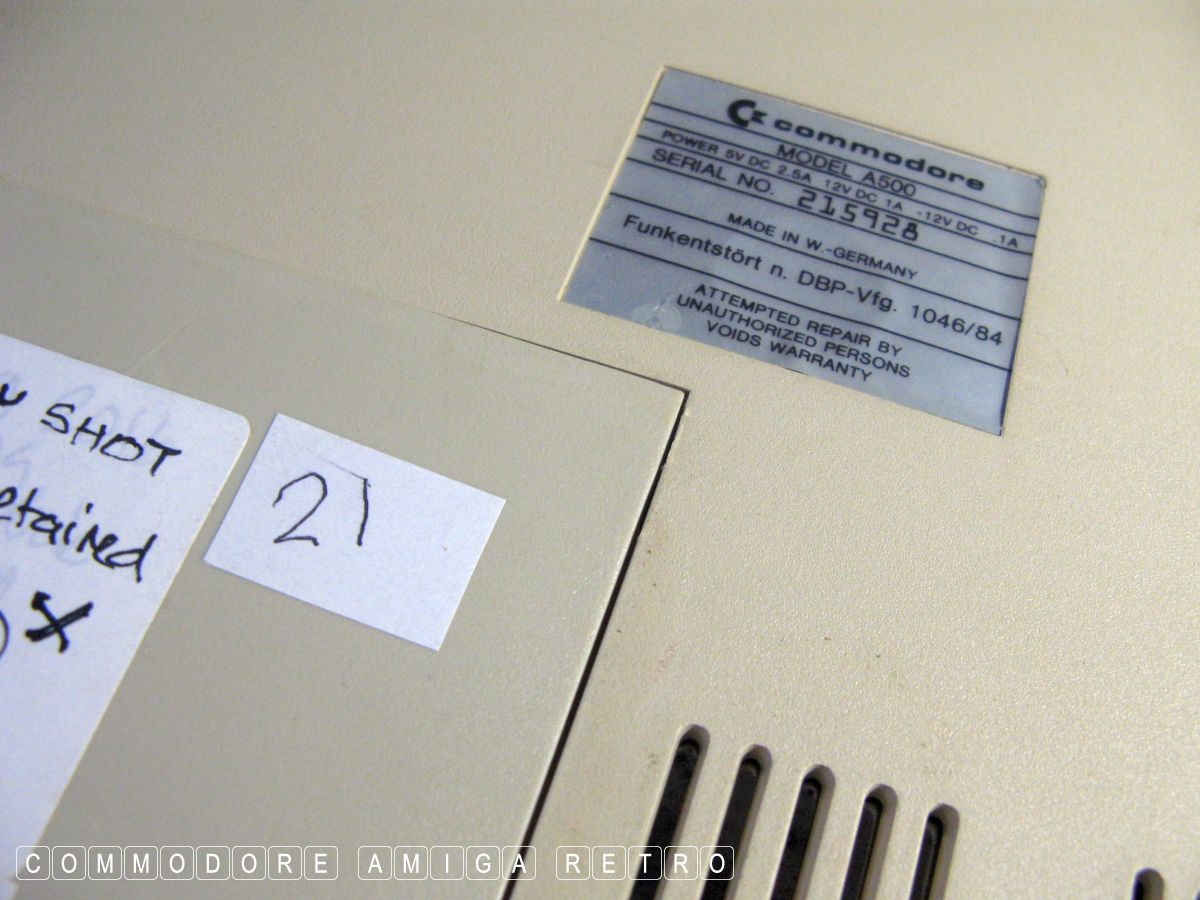 commodore
MODEL A500
POWER 5V DC 2.5A 12V DC 1A -12V DC .1A
SERIAL NO. 215928
MADE IN W.-GERMANY
Funkentstört n. DBP-Vfg. 1046/84
ATTEMPTED REPAIR BY
UNAUTHORIZED PERSONS
VOIDS WARRANTY
SHOT
etained
X
21
COMMODORE AMIGA RETRO